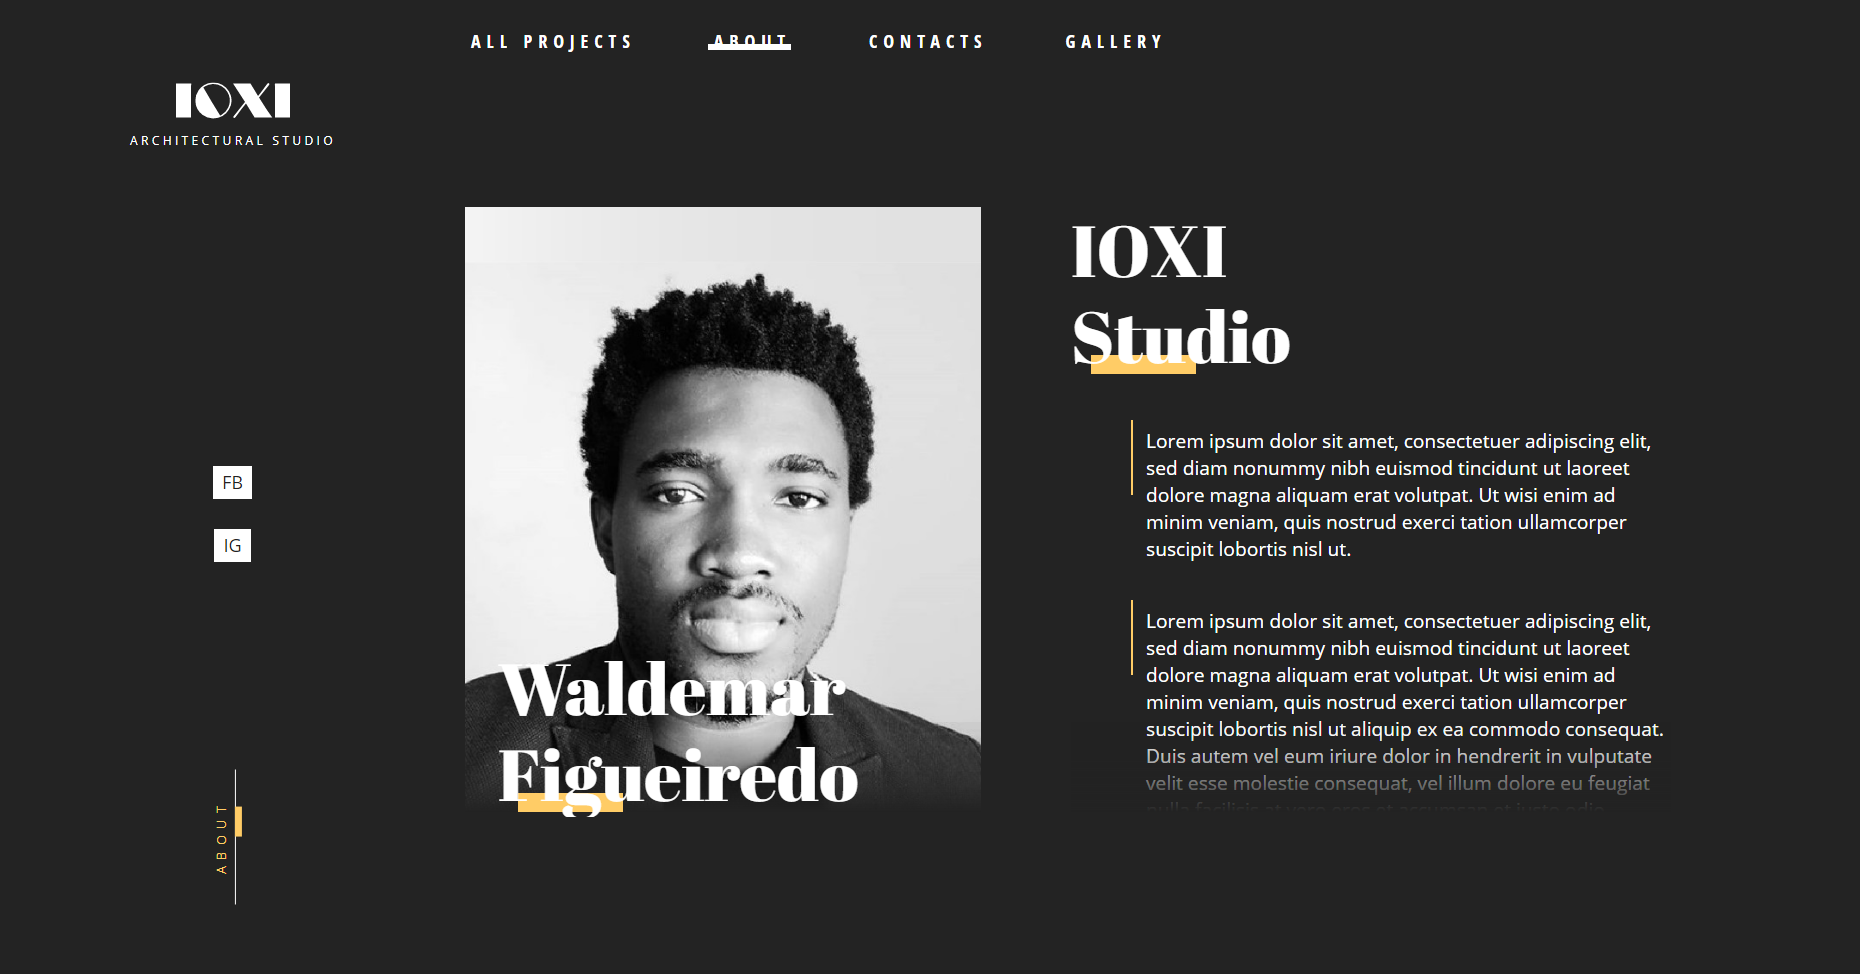 ALL PROJECTS ABOUT CONTACTS GALLERY
IOXI
ARCHITECTURAL STUDIO
FB
IG
ABOUT
Waldemar
Figueiredo
IOXI
Studio
Lorem ipsum dolor sit amet, consectetuer adipiscing elit,
sed diam nonummy nibh euismod tincidunt ut laoreet
dolore magna aliquam erat volutpat. Ut wisi enim ad
minim veniam, quis nostrud exerci tation ullamcorper
suscipit lobortis nisl ut.
Lorem ipsum dolor sit amet, consectetuer adipiscing elit,
sed diam nonummy nibh euismod tincidunt ut laoreet
dolore magna aliquam erat volutpat. Ut wisi enim ad
minim veniam, quis nostrud exerci tation ullamcorper
suscipit lobortis nisl ut aliquip ex ea commodo consequat.
Duis autem vel eum iriure dolor in hendrerit in vulputate
velit esse molestie consequat, vel illum dolore eu feugiat